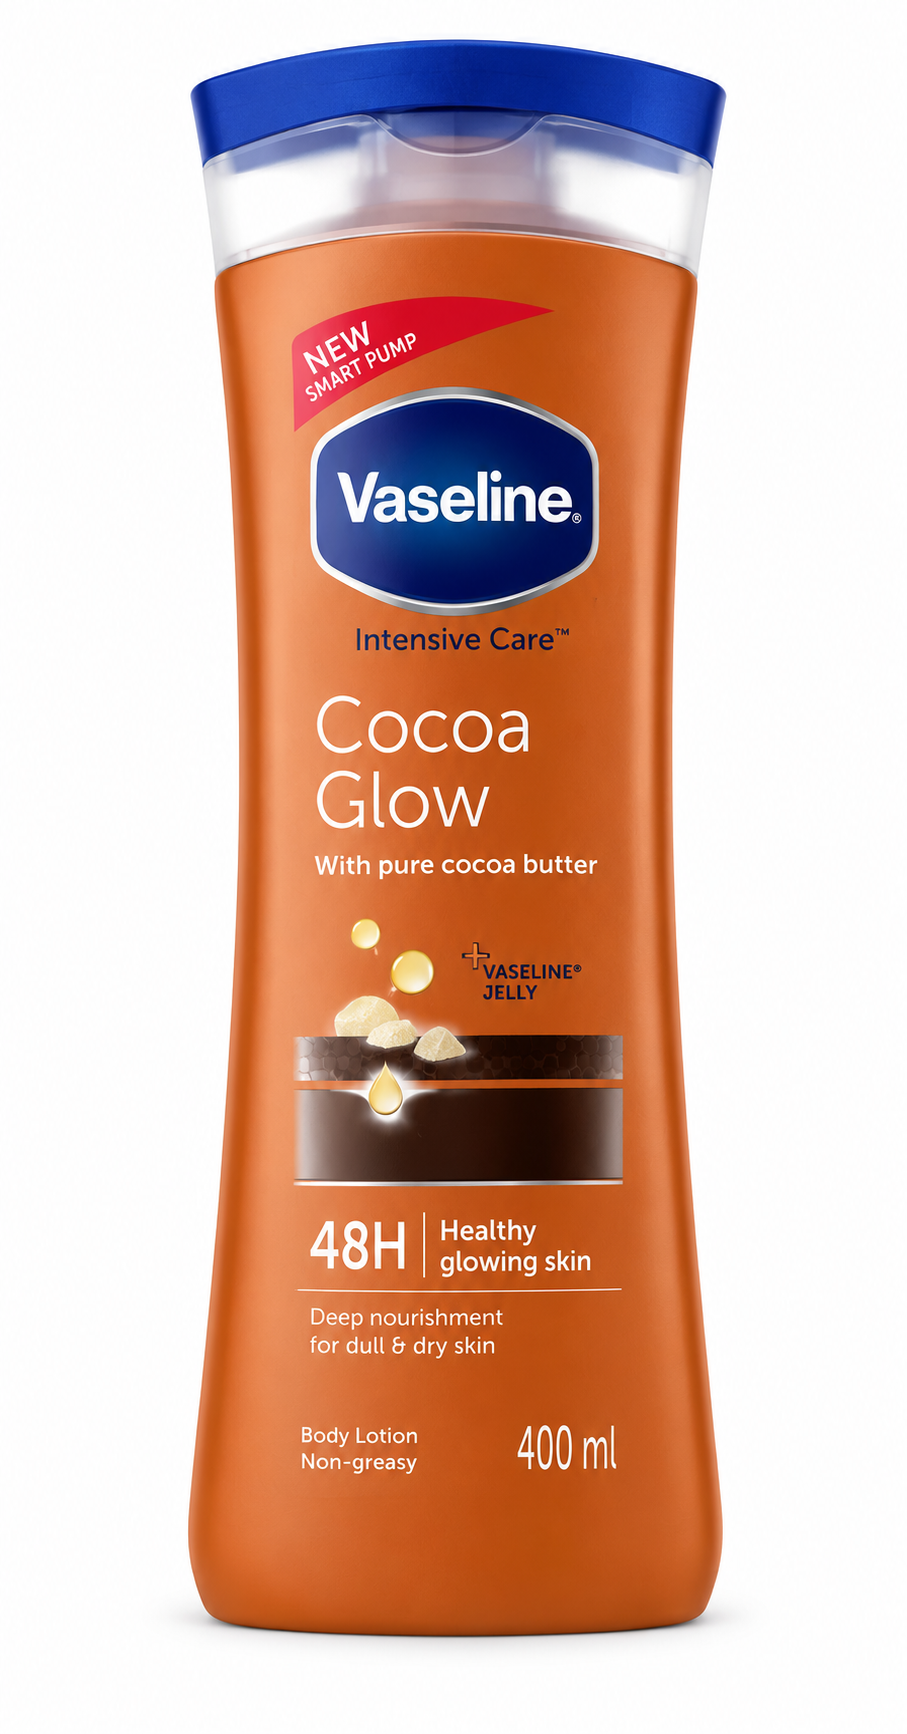 NEW
SMART PUMP
Vaseline®
Intensive Care™
Cocoa
Glow
With pure cocoa butter
+VASELINE®
JELLY
48H
Healthy
glowing skin
Deep nourishment
for dull & dry skin
Body Lotion
Non-greasy
400 ml